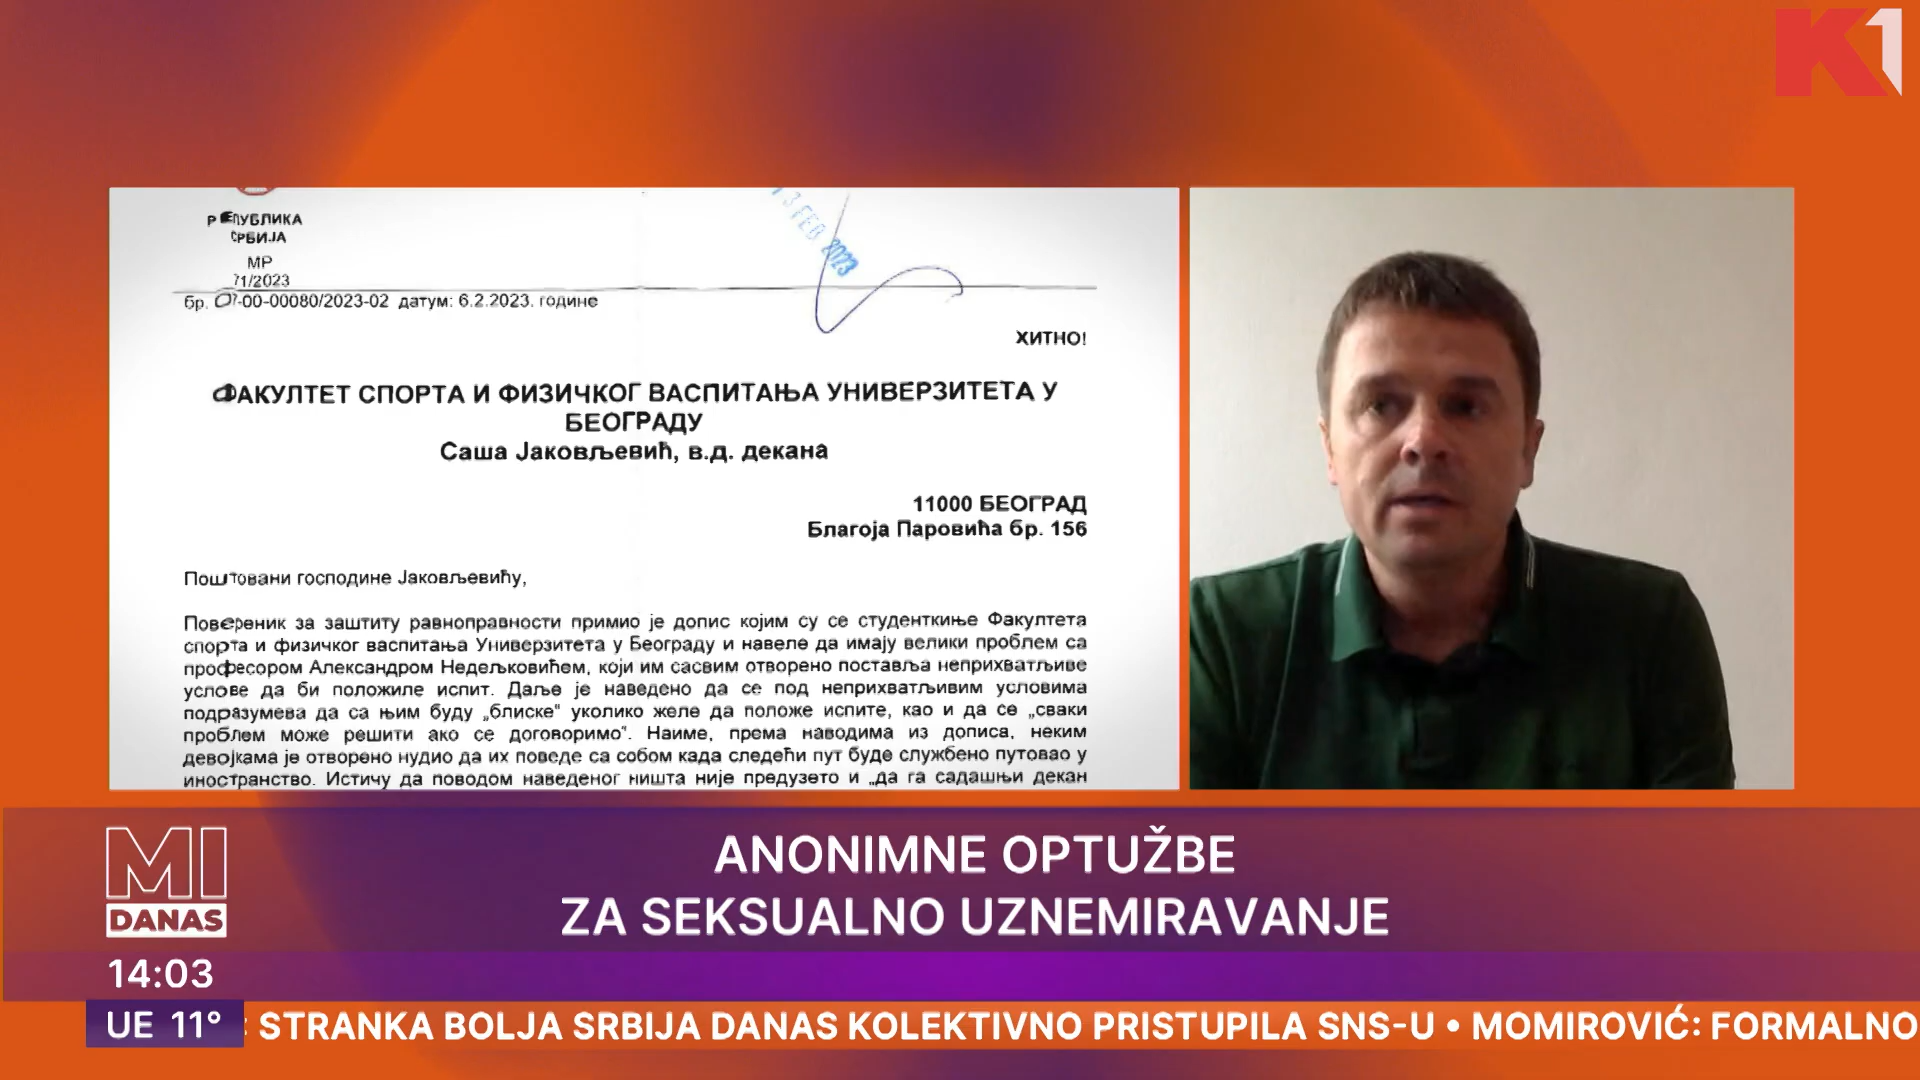 K1
РЕПУБЛИКА
СРБИЈА
МР
71/2023
бр. 07-00-00080/2023-02 датум: 6.2.2023. године
13 FEB 2023
ХИТНО!
ФАКУЛТЕТ СПОРТА И ФИЗИЧКОГ ВАСПИТАЊА УНИВЕРЗИТЕТА У
БЕОГРАДУ
Саша Јаковљевић, в.д. декана
11000 БЕОГРАД
Благоја Паровића бр. 156
Поштовани господине Јаковљевићу,
Повереник за заштиту равноправности примио је допис којим су се студенткиње Факултета
спорта и физичког васпитања Универзитета у Београду и навеле да имају велики проблем са
професором Александром Недељковићем, који им сасвим отворено поставља неприхватљиве
услове да би положиле испит. Даље је наведено да се под неприхватљивим условима
подразумева да са њим буду „блиске" уколико желе да положе испите, као и да се „сваки
проблем може решити ако се договоримо". Наиме, према наводима из дописа, неким
девојкама је отворено нудио да их поведе са собом када следећи пут буде службено путовао у
иностранство. Истичу да поводом наведеног ништа није предузето и „да га садашњи декан
MI
DANAS
ANONIMNE OPTUŽBE
ZA SEKSUALNO UZNEMIRAVANJE
14:03
UE 11°
STRANKA BOLJA SRBIJA DANAS KOLEKTIVNO PRISTUPILA SNS-U • MOMIROVIĆ: FORMALNO